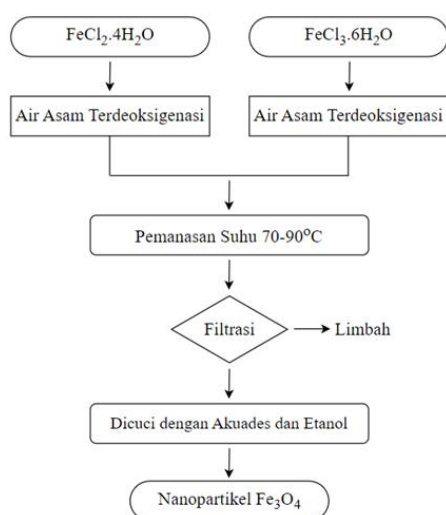 FeCl₂.4H₂O
FeCl₃.6H₂O
Air Asam Terdeoksigenasi
Air Asam Terdeoksigenasi
Pemanasan Suhu 70-90°C
Filtrasi
Limbah
Dicuci dengan Akuades dan Etanol
Nanopartikel Fe₃O₄